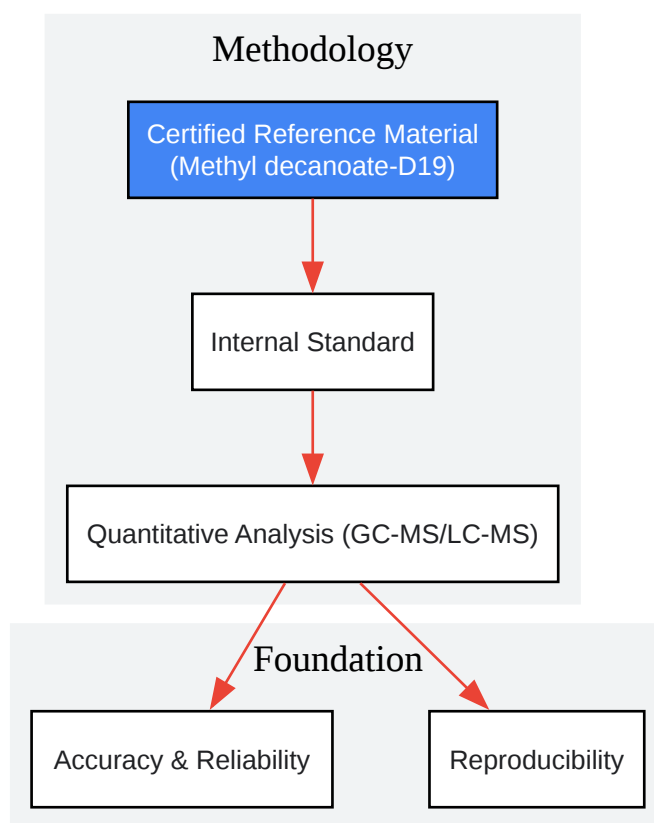 Methodology
Certified Reference Material
(Methyl decanoate-D19)
Internal Standard
Quantitative Analysis (GC-MS/LC-MS)
Foundation
Accuracy & Reliability
Reproducibility